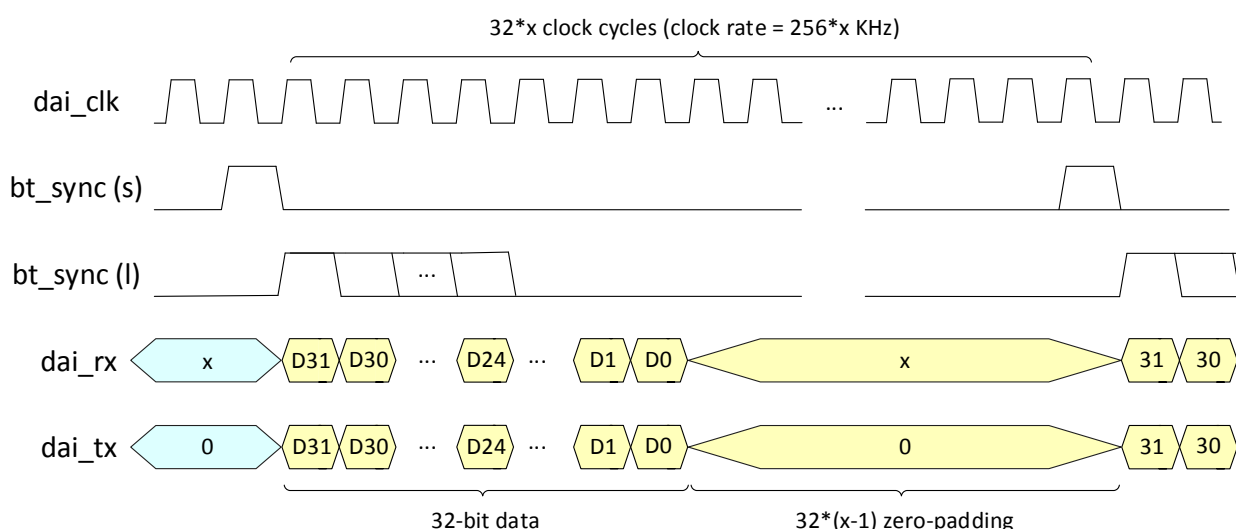 32*x clock cycles (clock rate = 256*x KHz)
dai_clk
...
bt_sync (s)
bt_sync (l)
...
dai_rx x D31 D30 ... D24 ... D1 D0 x 31 30
dai_tx 0 D31 D30 ... D24 ... D1 D0 0 31 30
32-bit data 32*(x-1) zero-padding